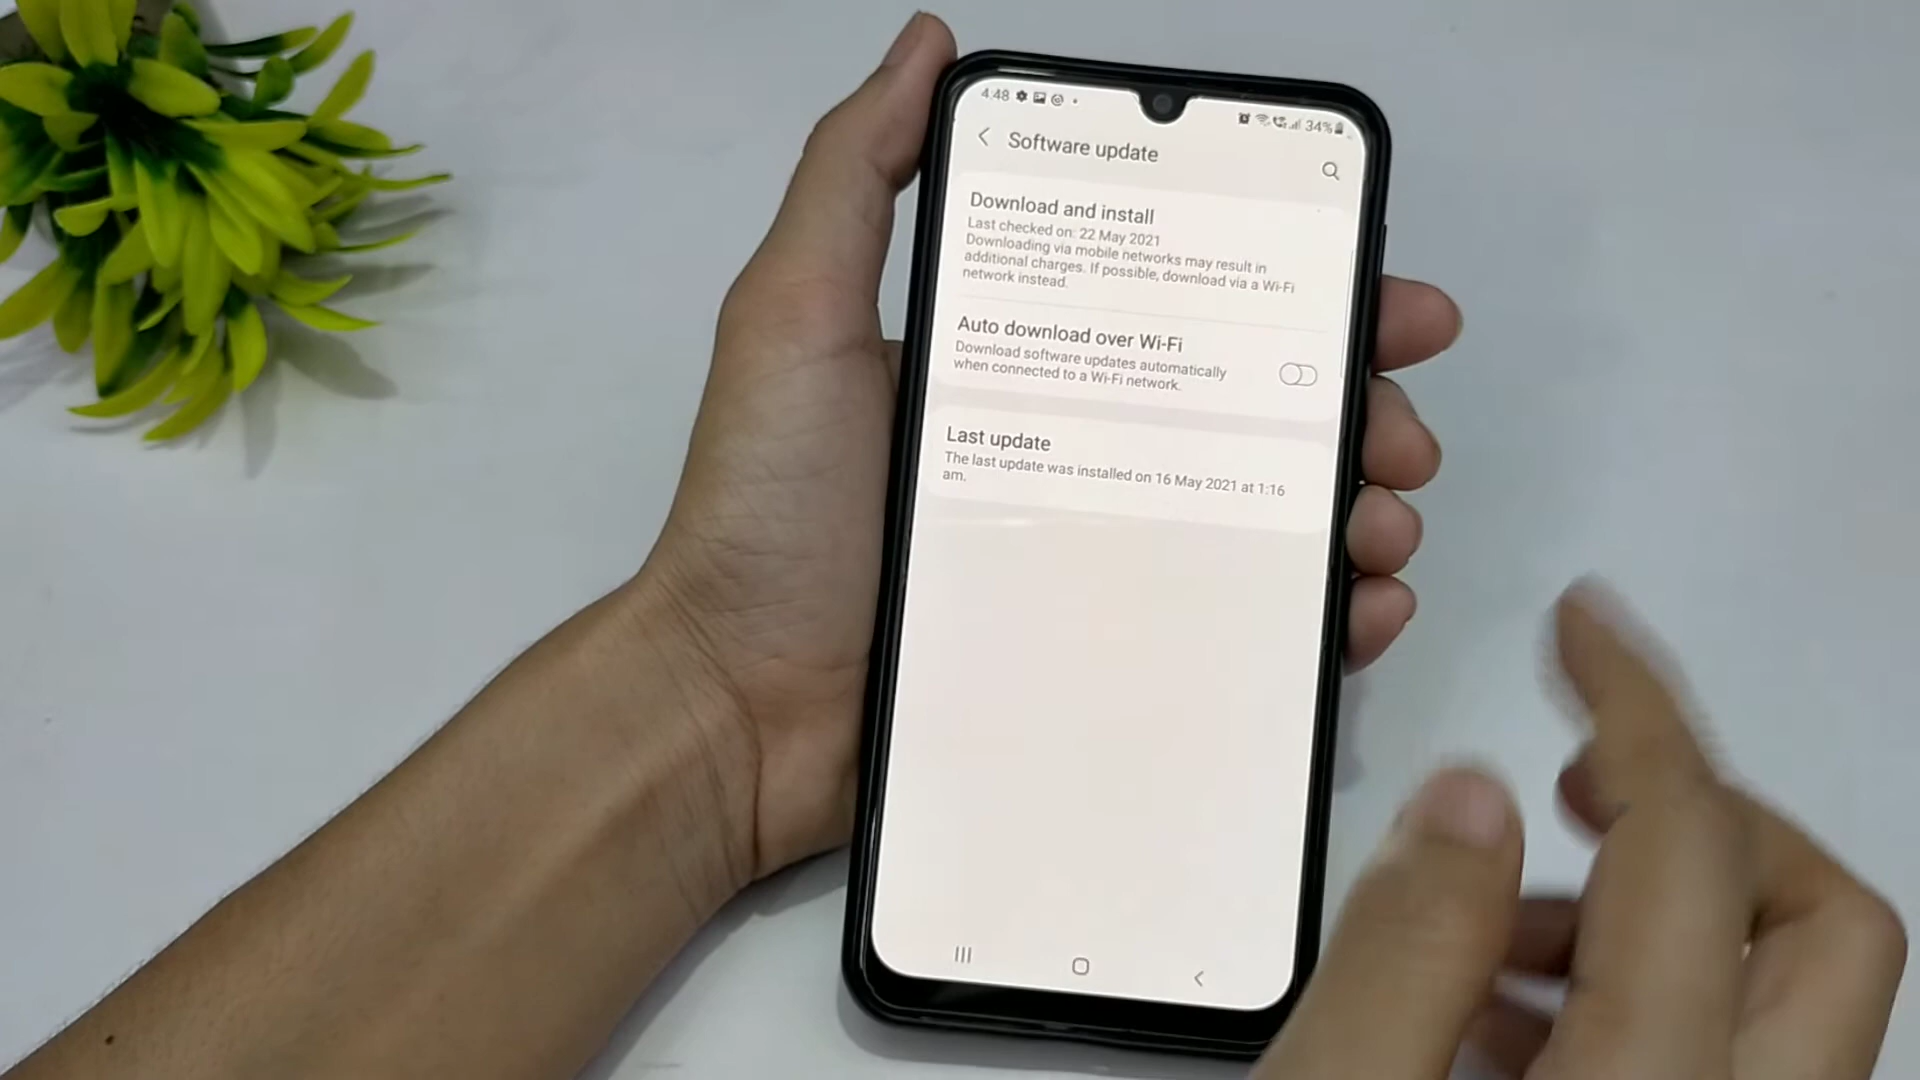 4:48
34%
Software update
Download and install
Last checked on: 22 May 2021
Downloading via mobile networks may result in
additional charges. If possible, download via a Wi-Fi
network instead.
Auto download over Wi-Fi
Download software updates automatically
when connected to a Wi-Fi network.
Last update
The last update was installed on 16 May 2021 at 1:16
am.